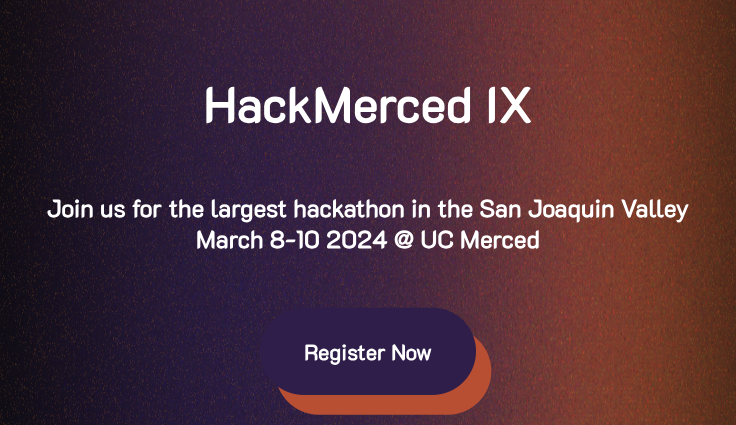 HackMerced IX
Join us for the largest hackathon in the San Joaquin Valley
March 8-10 2024 @ UC Merced
Register Now